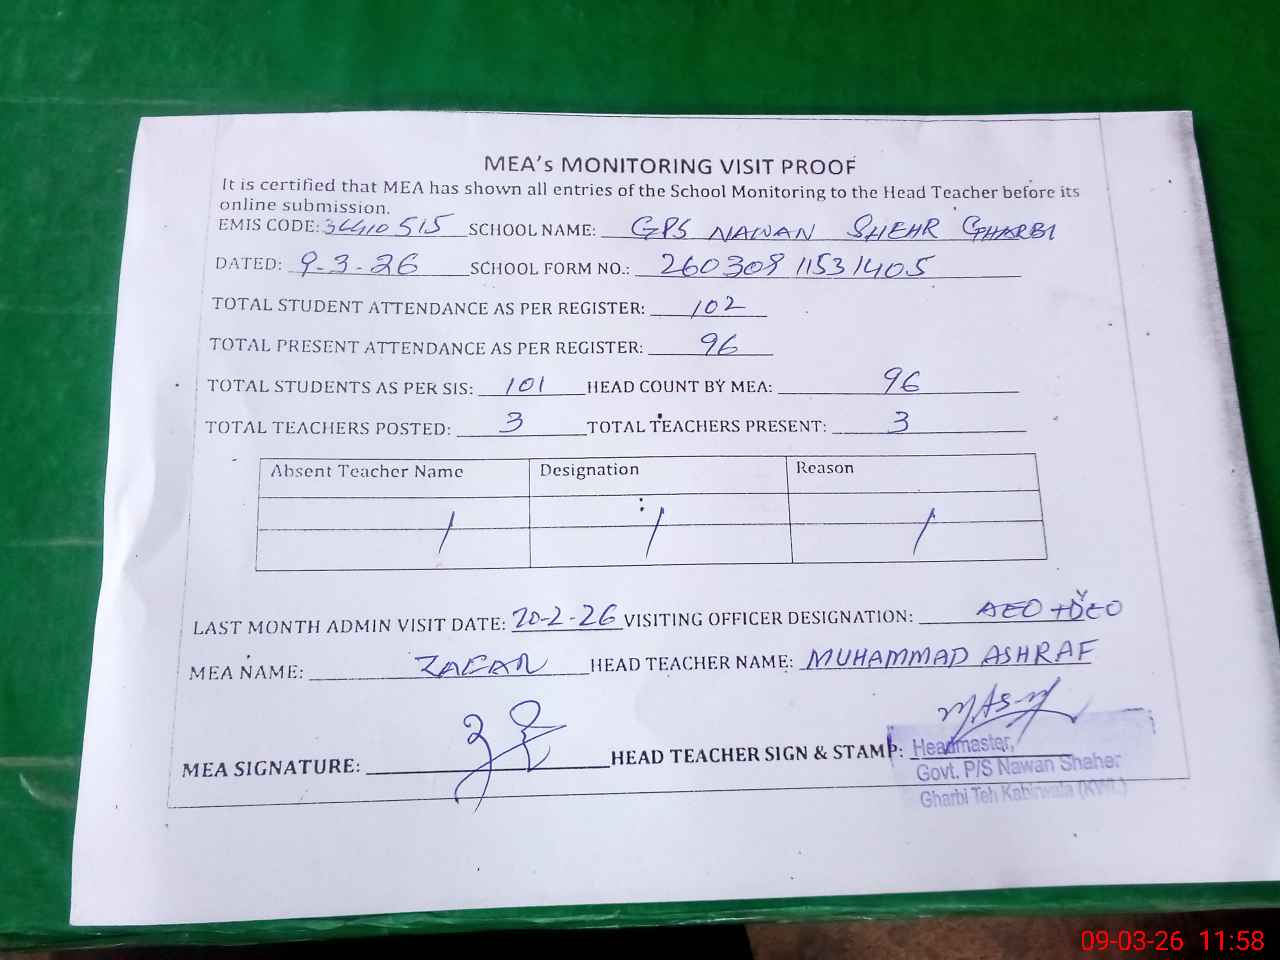 MEA's MONITORING VISIT PROOF
It is certified that MEA has shown all entries of the School Monitoring to the Head Teacher before its
online submission.
EMIS CODE: 36410515 SCHOOL NAME: GPS NAWAN SHEHR GHARBI
DATED: 9-3-26 SCHOOL FORM NO.: 26030911531405
TOTAL STUDENT ATTENDANCE AS PER REGISTER: 102
TOTAL PRESENT ATTENDANCE AS PER REGISTER: 96
TOTAL STUDENTS AS PER SIS: 101 HEAD COUNT BY MEA: 96
TOTAL TEACHERS POSTED: 3 TOTAL TEACHERS PRESENT: 3
Absent Teacher Name Designation Reason
/ / /
LAST MONTH ADMIN VISIT DATE: 20-2-26 VISITING OFFICER DESIGNATION: AEO + DEO
MEA NAME: ZAFAR HEAD TEACHER NAME: MUHAMMAD ASHRAF
MEA SIGNATURE: HEAD TEACHER SIGN & STAMP: Headmaster,
Govt. P/S Nawan Shaher
Gharbi Teh Kabirwala (KWL)
09-03-26 11:58